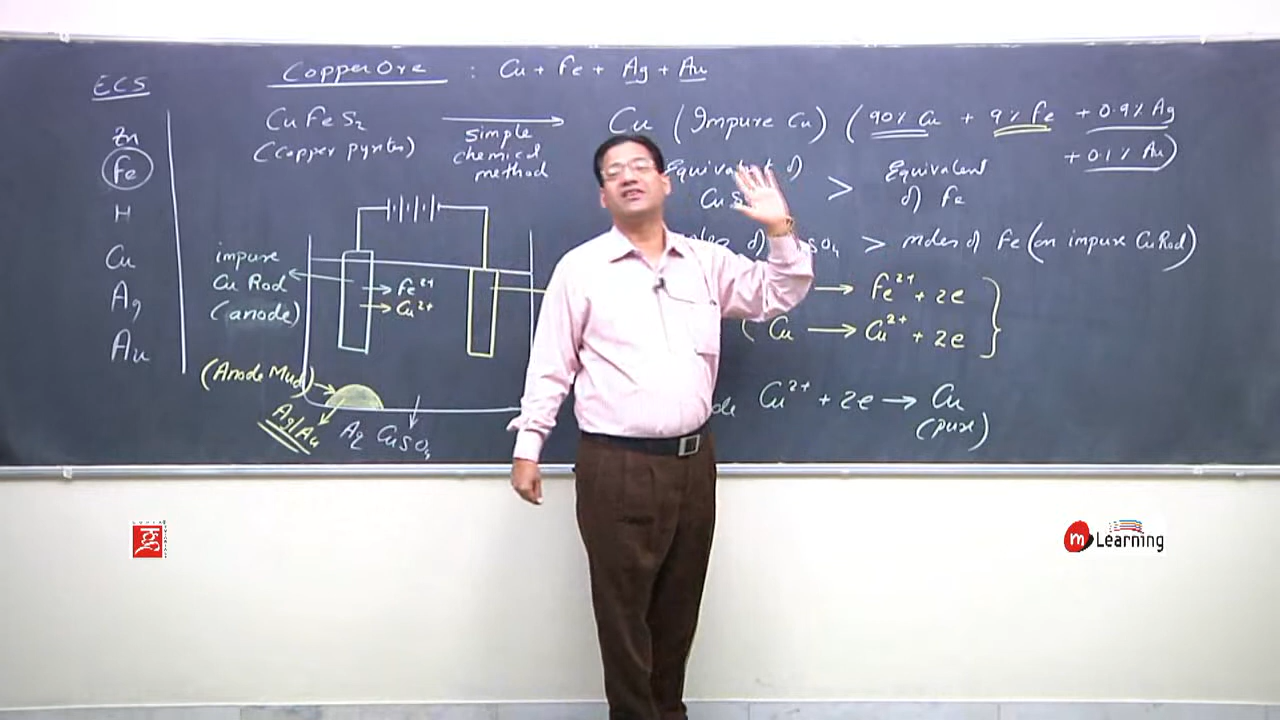 ECS
Zn
Fe
H
Cu
Ag
Au
Copper Ore : Cu + Fe + Ag + Au
CuFeS₂
(Copper pyrites)
simple
chemical
method
Cu (Impure Cu) (90% Cu + 9% Fe + 0.9% Ag
+ 0.1% Au)
Equivalent of
Equivalent
of Fe
>
> moles of Fe (on impure Cu Rod)
impure
Cu Rod
(anode)
Fe²⁺
Cu²⁺
→ Fe²⁺ + 2e
(Cu → Cu²⁺ + 2e
Cu²⁺ + 2e → Cu
(pure)
(Anode Mud)
Ag/Au
Aq CuSO₄
m Learning